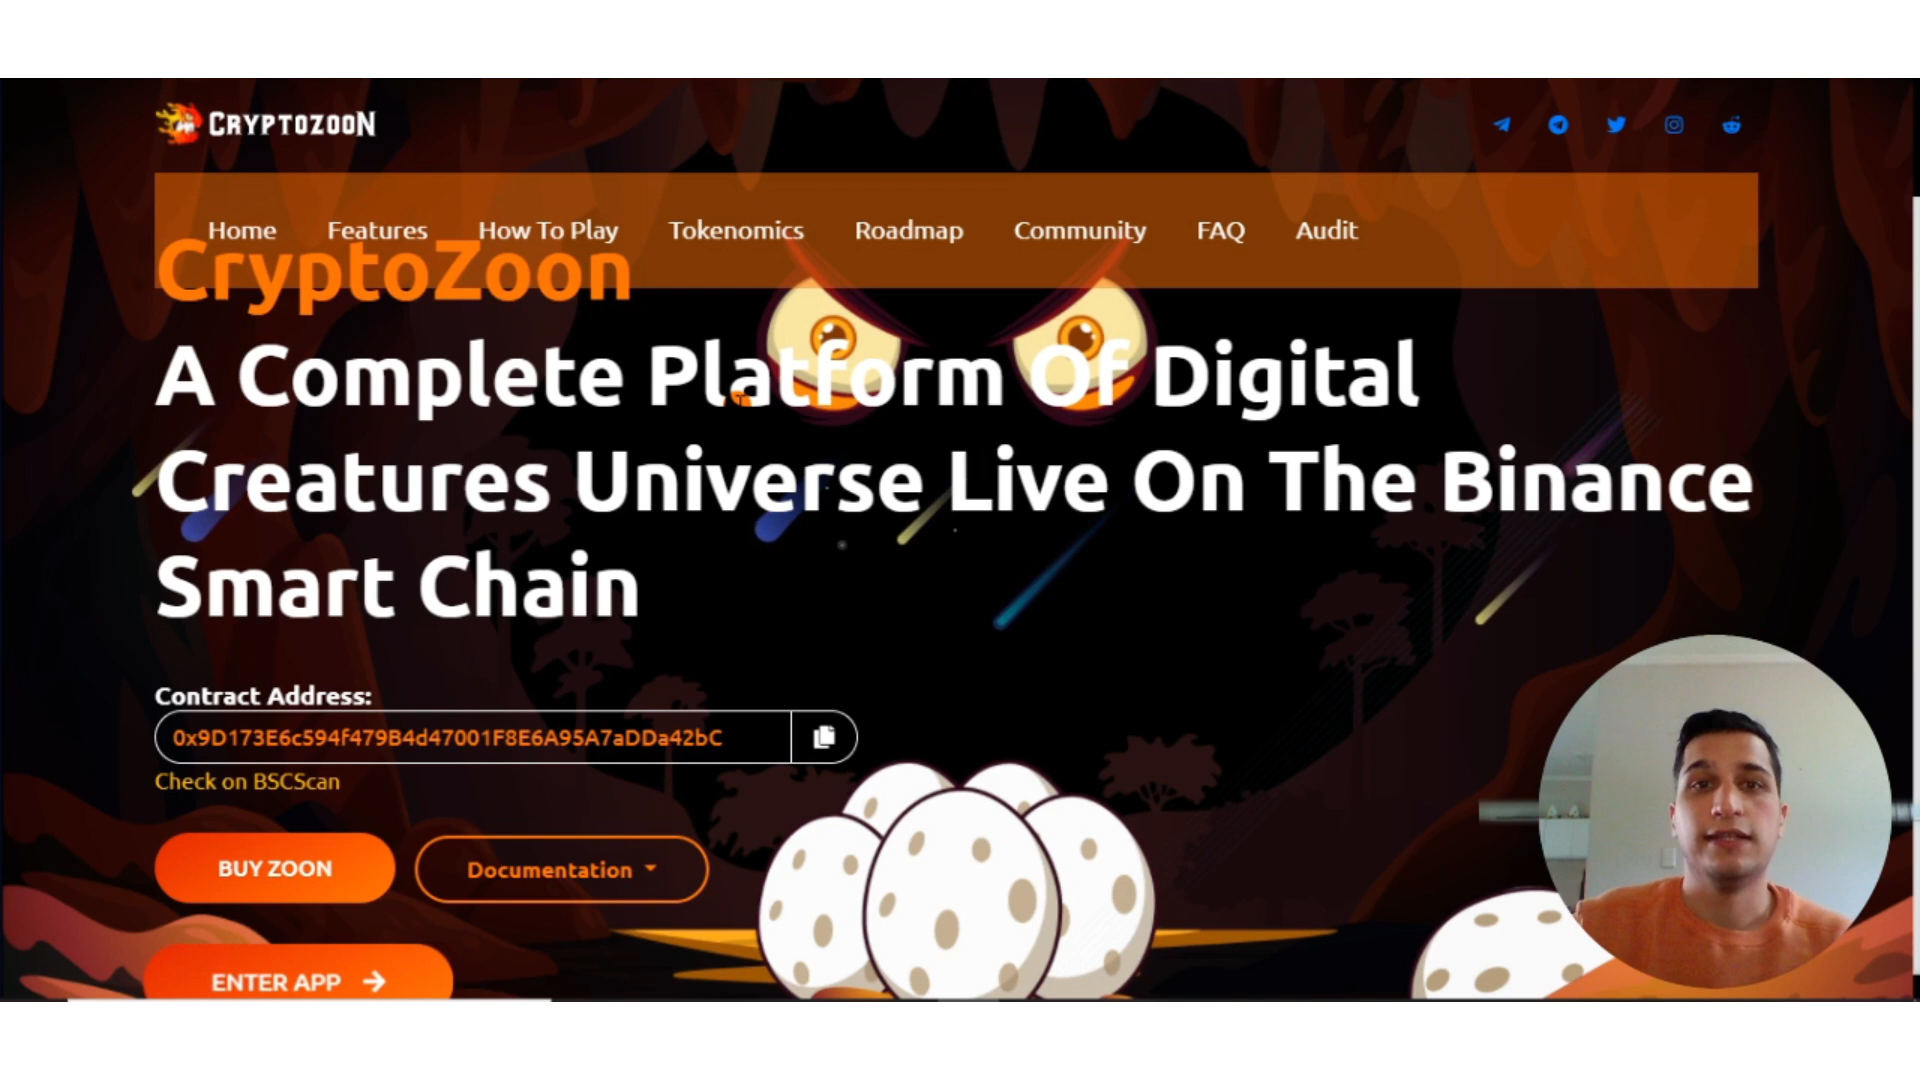 CRYPTOZOON
Home Features How To Play Tokenomics Roadmap Community FAQ Audit
CryptoZoon
A Complete Platform Of Digital
Creatures Universe Live On The Binance
Smart Chain
Contract Address:
0x9D173E6c594f479B4d47001F8E6A95A7aDDa42bC
Check on BSCScan
BUY ZOON
Documentation
ENTER APP